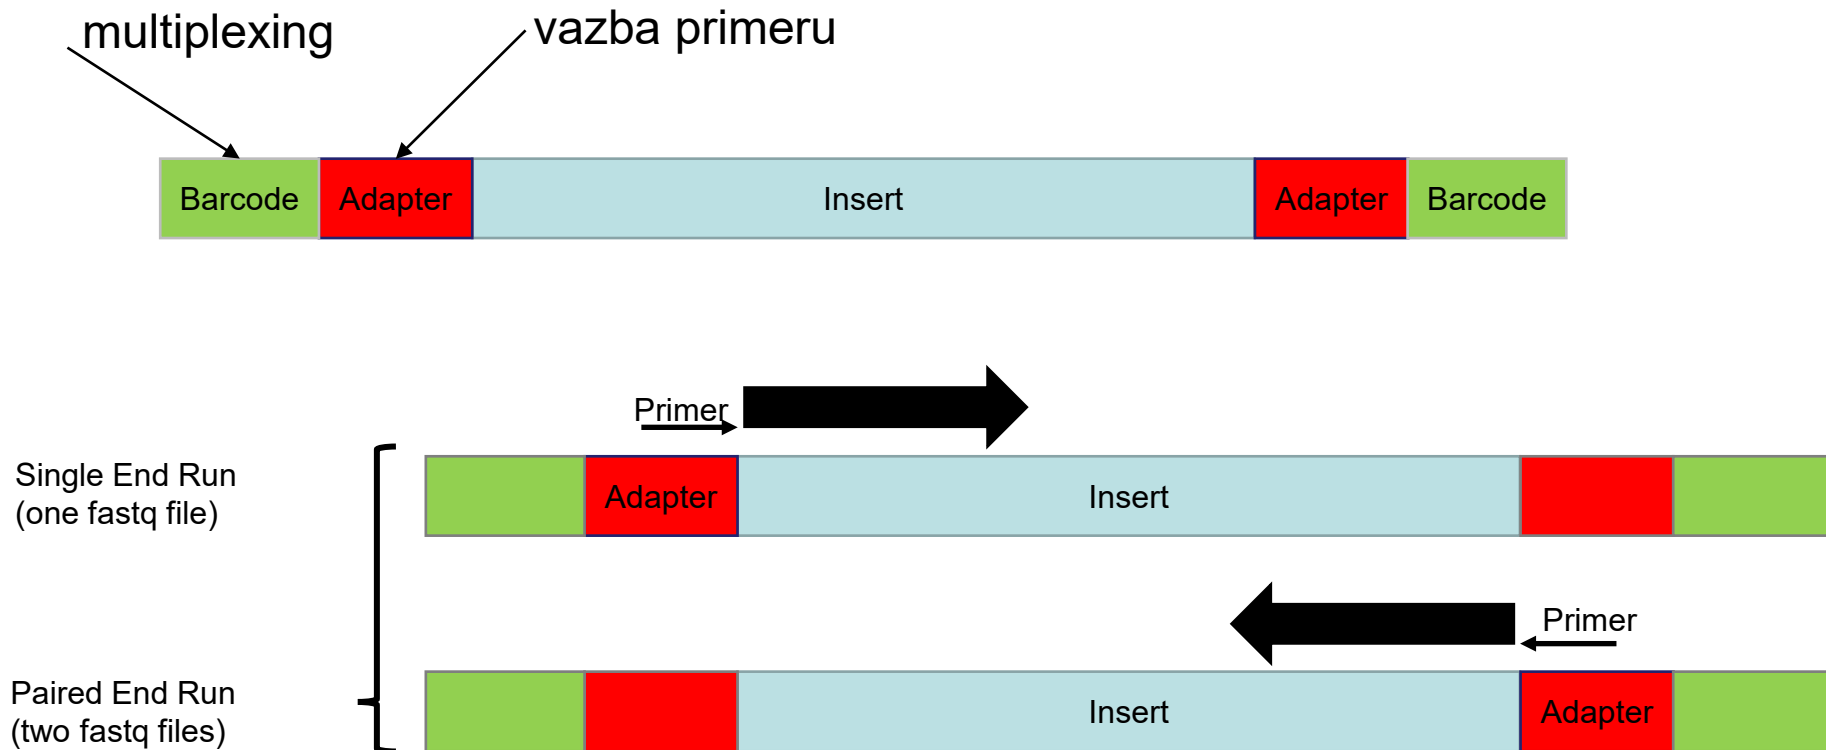 multiplexing
vazba primeru
Barcode
Adapter
Insert
Adapter
Barcode
Primer
Single End Run
(one fastq file)
Adapter
Insert
Primer
Paired End Run
(two fastq files)
Insert
Adapter